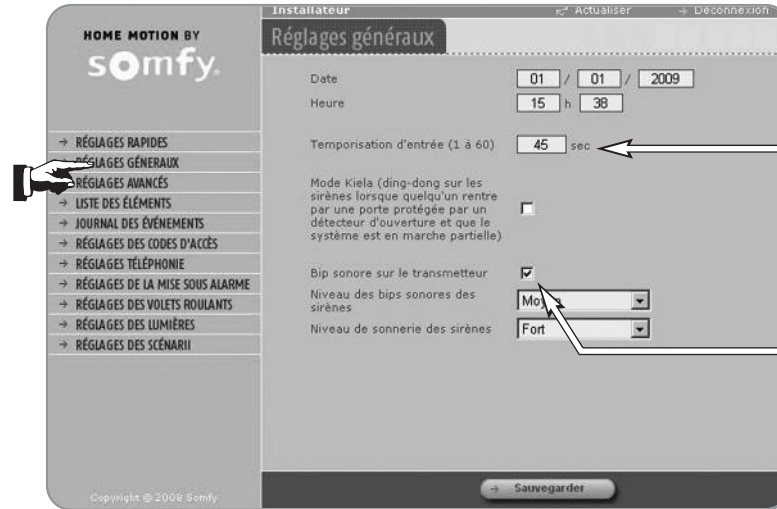 Installateur
Actualiser
Déconnexion
HOME MOTION BY
somfy.
Réglages généraux
Date 01 / 01 / 2009
Heure 15 h 38
→ RÉGLAGES RAPIDES
→ RÉGLAGES GÉNERAUX
RÉGLAGES AVANCÉS
→ LISTE DES ÉLÉMENTS
→ JOURNAL DES ÉVÉNEMENTS
→ RÉGLAGES DES CODES D'ACCÈS
→ RÉGLAGES TÉLÉPHONIE
→ RÉGLAGES DE LA MISE SOUS ALARME
→ RÉGLAGES DES VOLETS ROULANTS
→ RÉGLAGES DES LUMIÈRES
→ RÉGLAGES DES SCÉNARII
Temporisation d'entrée (1 à 60) 45 sec
Mode Kiela (ding-dong sur les
sirènes lorsque quelqu'un rentre
par une porte protégée par un
détecteur d'ouverture et que le
système est en marche partielle)
Bip sonore sur le transmetteur
Niveau des bips sonores des
sirènes
Moyen
Niveau de sonnerie des sirènes Fort
→ Sauvegarder
Copyright © 2008 Somfy